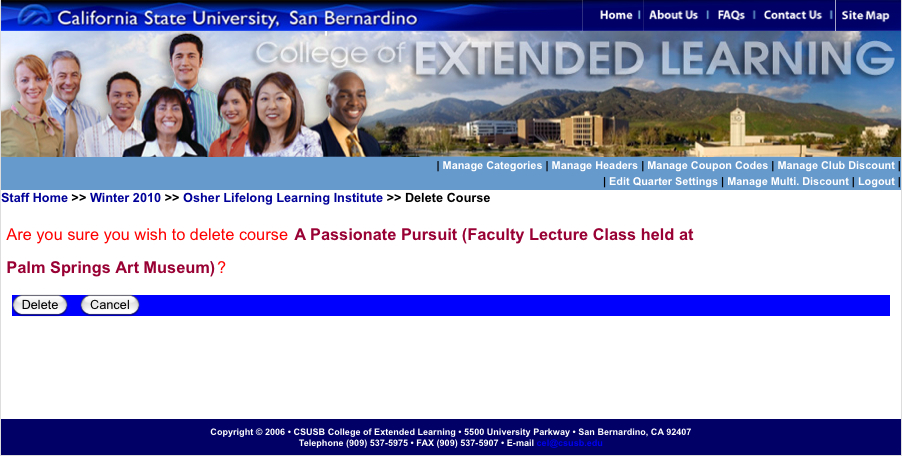 California State University, San Bernardino
Home | About Us | FAQs | Contact Us | Site Map
College of EXTENDED LEARNING
| Manage Categories | Manage Headers | Manage Coupon Codes | Manage Club Discount |
| Edit Quarter Settings | Manage Multi. Discount | Logout |
Staff Home >> Winter 2010 >> Osher Lifelong Learning Institute >> Delete Course
Are you sure you wish to delete course A Passionate Pursuit (Faculty Lecture Class held at
Palm Springs Art Museum) ?
Delete Cancel
Copyright © 2006 • CSUSB College of Extended Learning • 5500 University Parkway • San Bernardino, CA 92407
Telephone (909) 537-5975 • FAX (909) 537-5907 • E-mail